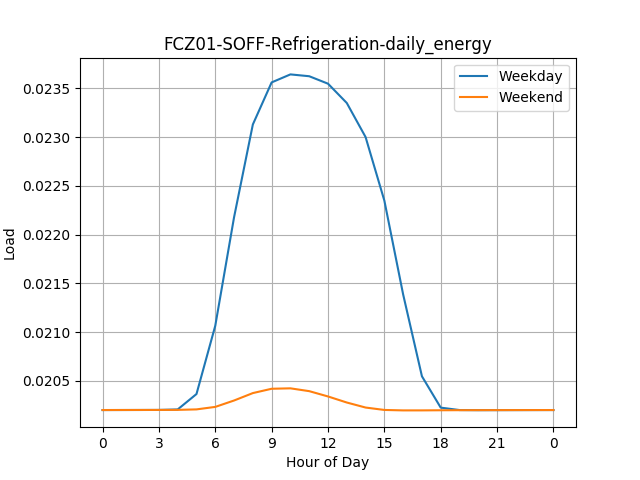 FCZ01-SOFF-Refrigeration-daily_energy
Weekday
Weekend
0.0235
0.0230
0.0225
0.0220
0.0215
0.0210
0.0205
Load
0 3 6 9 12 15 18 21 0
Hour of Day